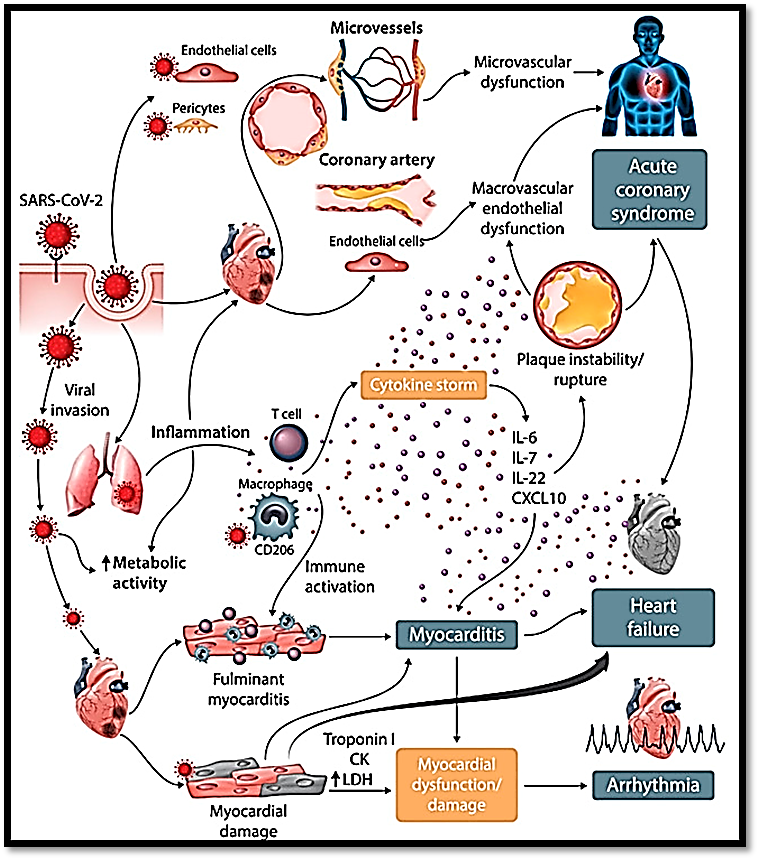 Microvessels
Endothelial cells
Pericytes
Microvascular
dysfunction
SARS-CoV-2
Coronary artery
Endothelial cells
Macrovascular
endothelial
dysfunction
Acute
coronary
syndrome
Plaque instability/
rupture
Viral
invasion
Cytokine storm
T cell
Inflammation
IL-6
IL-7
IL-22
CXCL10
Macrophage
CD206
Metabolic
activity
Immune
activation
Fulminant
myocarditis
Myocarditis
Heart
failure
Troponin I
CK
LDH
Myocardial
damage
Myocardial
dysfunction/
damage
Arrhythmia